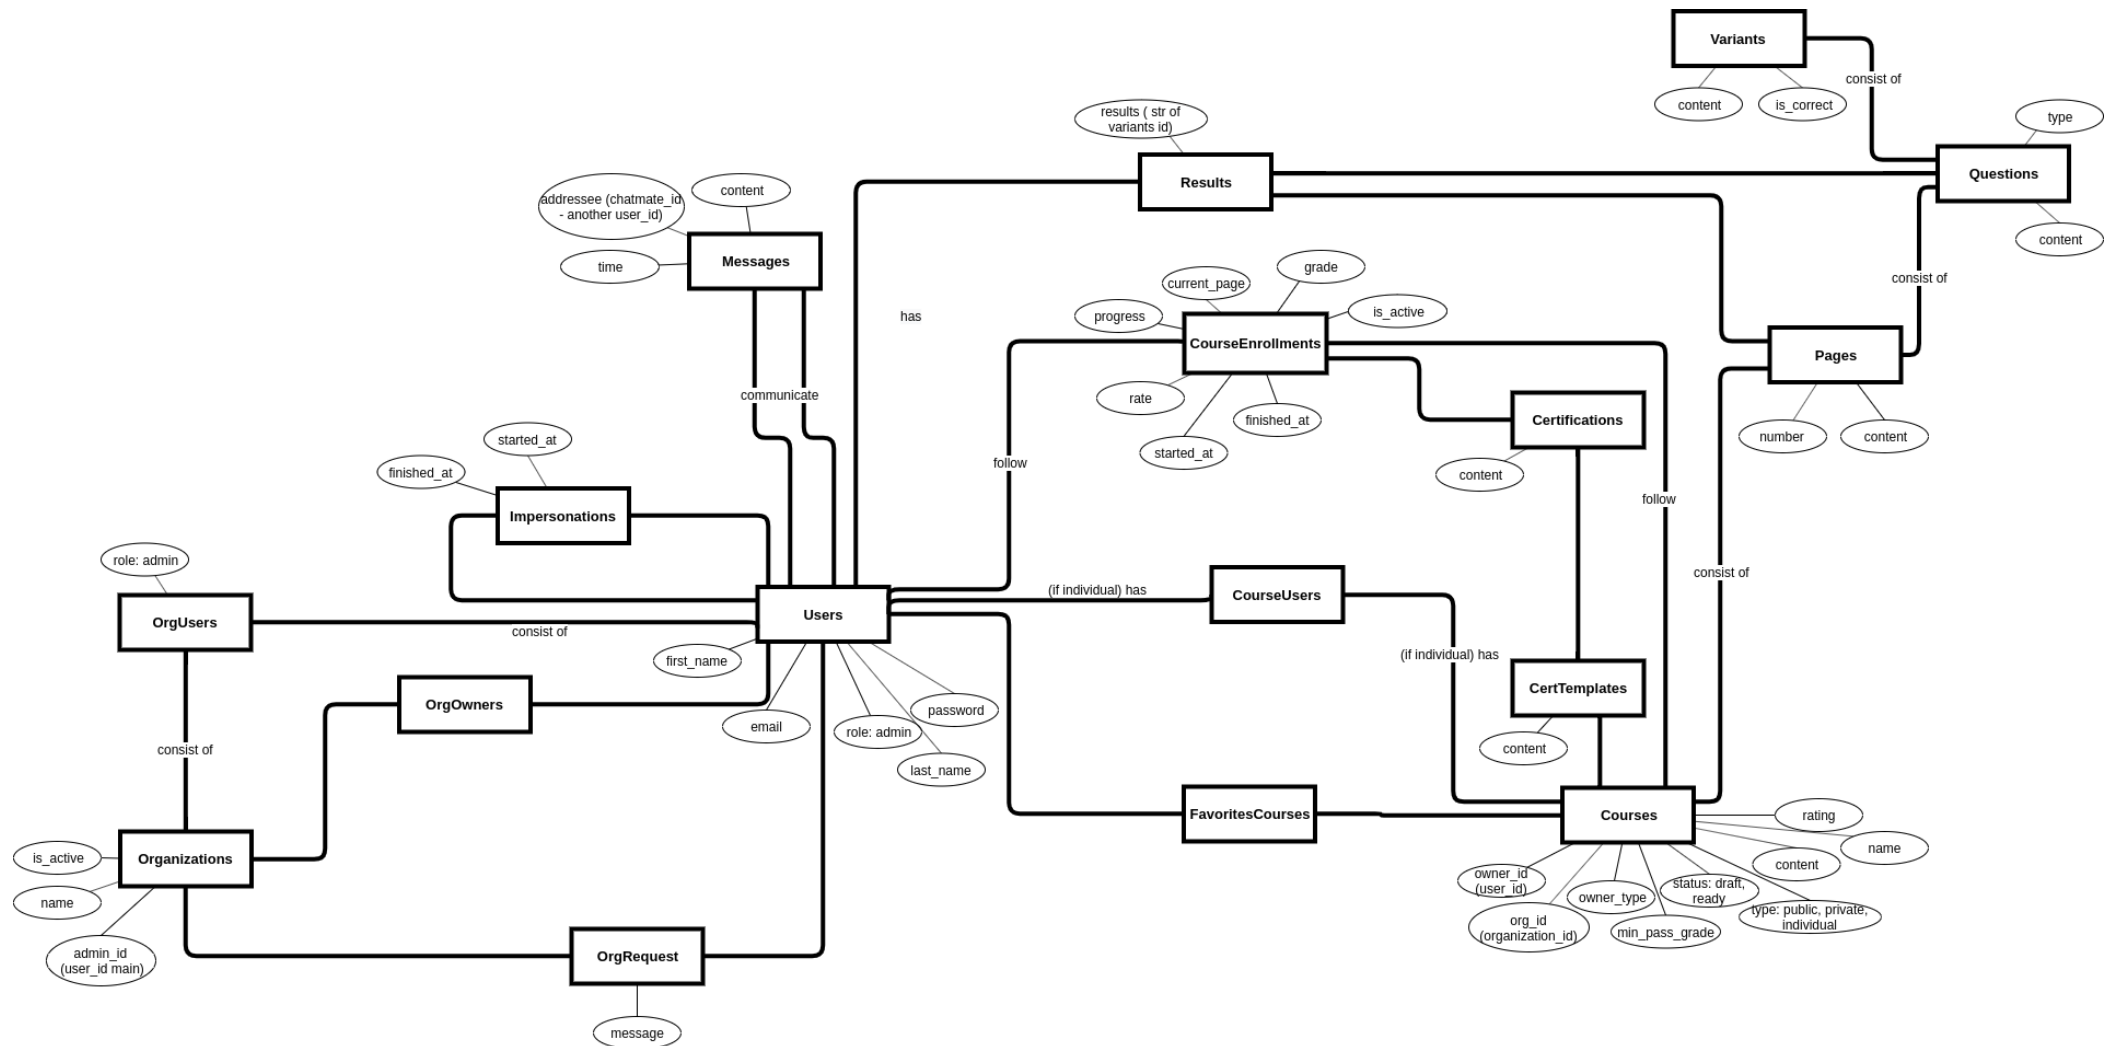 Variants
consist of
content
is_correct
results ( str of
variants id)
type
Results
Questions
content
addressee (chatmate_id
- another user_id)
content
Messages
time
consist of
grade
current_page
is_active
progress
has
CourseEnrollments
Pages
rate
finished_at
started_at
communicate
Certifications
content
number
content
started_at
finished_at
follow
follow
Impersonations
role: admin
consist of
(if individual) has
CourseUsers
OrgUsers
consist of
Users
first_name
(if individual) has
OrgOwners
email
role: admin
password
last_name
CertTemplates
content
consist of
FavoritesCourses
Courses
rating
name
content
Organizations
is_active
name
admin_id
(user_id main)
owner_id
(user_id)
org_id
(organization_id)
owner_type
min_pass_grade
status: draft,
ready
type: public, private,
individual
OrgRequest
message